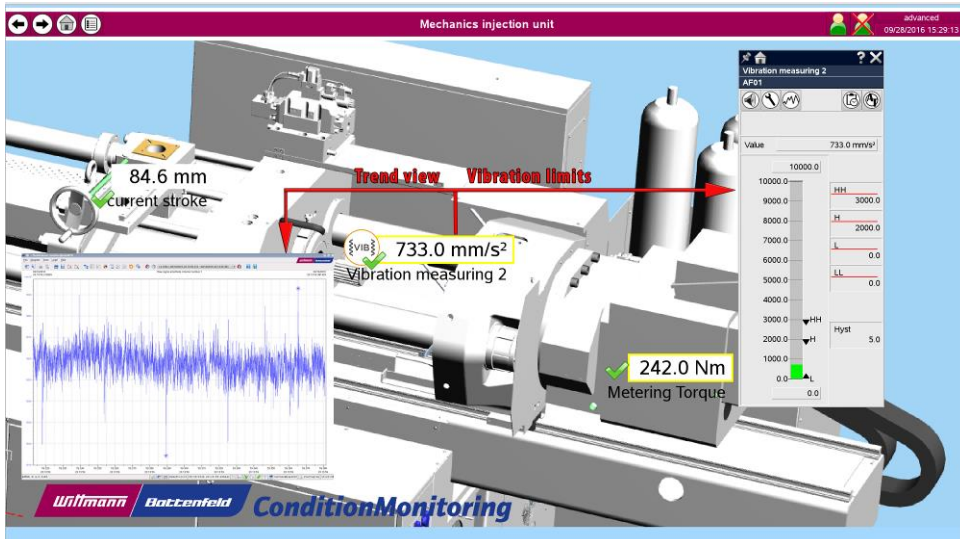 Mechanics injection unit
advanced
09/28/2016 15:29:13
84.6 mm
current stroke
Trend view
Vibration limits
VIB
733.0 mm/s²
Vibration measuring 2
242.0 Nm
Metering Torque
?
Vibration measuring 2
AF01
Value
733.0 mm/s²
10000.0
10000.0
9000.0
8000.0
7000.0
6000.0
5000.0
4000.0
3000.0
HH
2000.0
H
1000.0
0.0
L
0.0
HH
3000.0
H
2000.0
L
0.0
LL
0.0
Hyst
5.0
Wittmann
Battenfeld
Wittmann Battenfeld
ConditionMonitoring